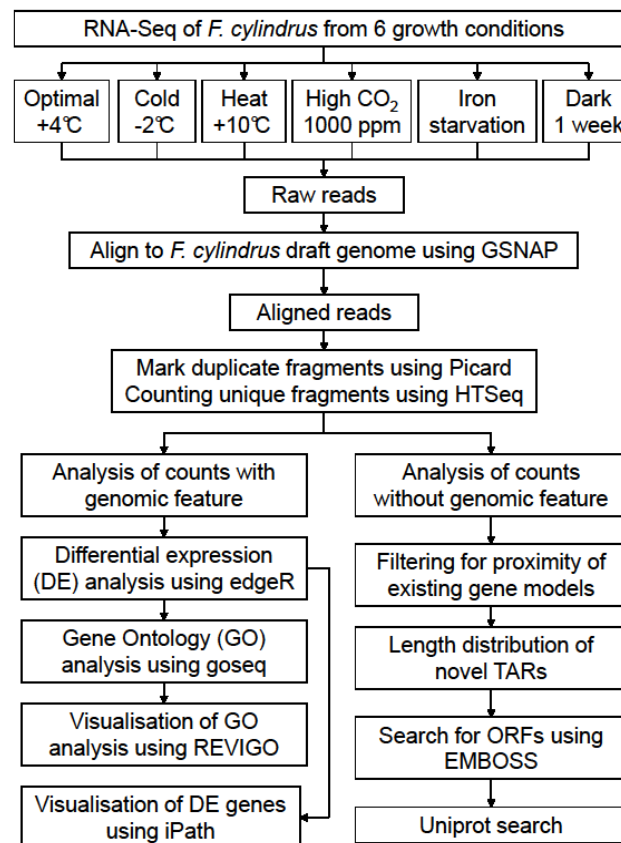 RNA-Seq of F. cylindrus from 6 growth conditions
Optimal
+4°C
Cold
-2°C
Heat
+10°C
High CO₂
1000 ppm
Iron
starvation
Dark
1 week
Raw reads
Align to F. cylindrus draft genome using GSNAP
Aligned reads
Mark duplicate fragments using Picard
Counting unique fragments using HTSeq
Analysis of counts with
genomic feature
Differential expression
(DE) analysis using edgeR
Gene Ontology (GO)
analysis using goseq
Visualisation of GO
analysis using REVIGO
Visualisation of DE genes
using iPath
Analysis of counts
without genomic feature
Filtering for proximity of
existing gene models
Length distribution of
novel TARs
Search for ORFs using
EMBOSS
Uniprot search